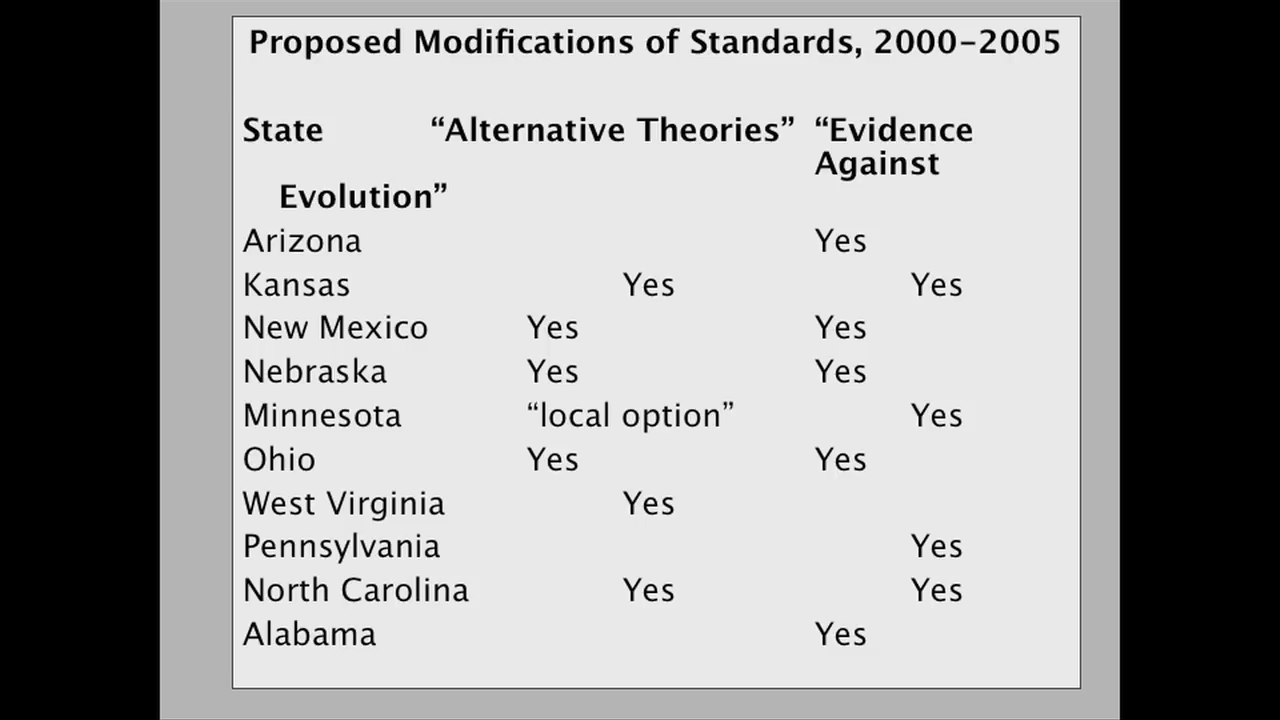 Proposed Modifications of Standards, 2000-2005
State “Alternative Theories” “Evidence
Against
Evolution”
Arizona Yes
Kansas Yes Yes
New Mexico Yes Yes
Nebraska Yes Yes
Minnesota “local option” Yes
Ohio Yes Yes
West Virginia Yes
Pennsylvania Yes
North Carolina Yes Yes
Alabama Yes